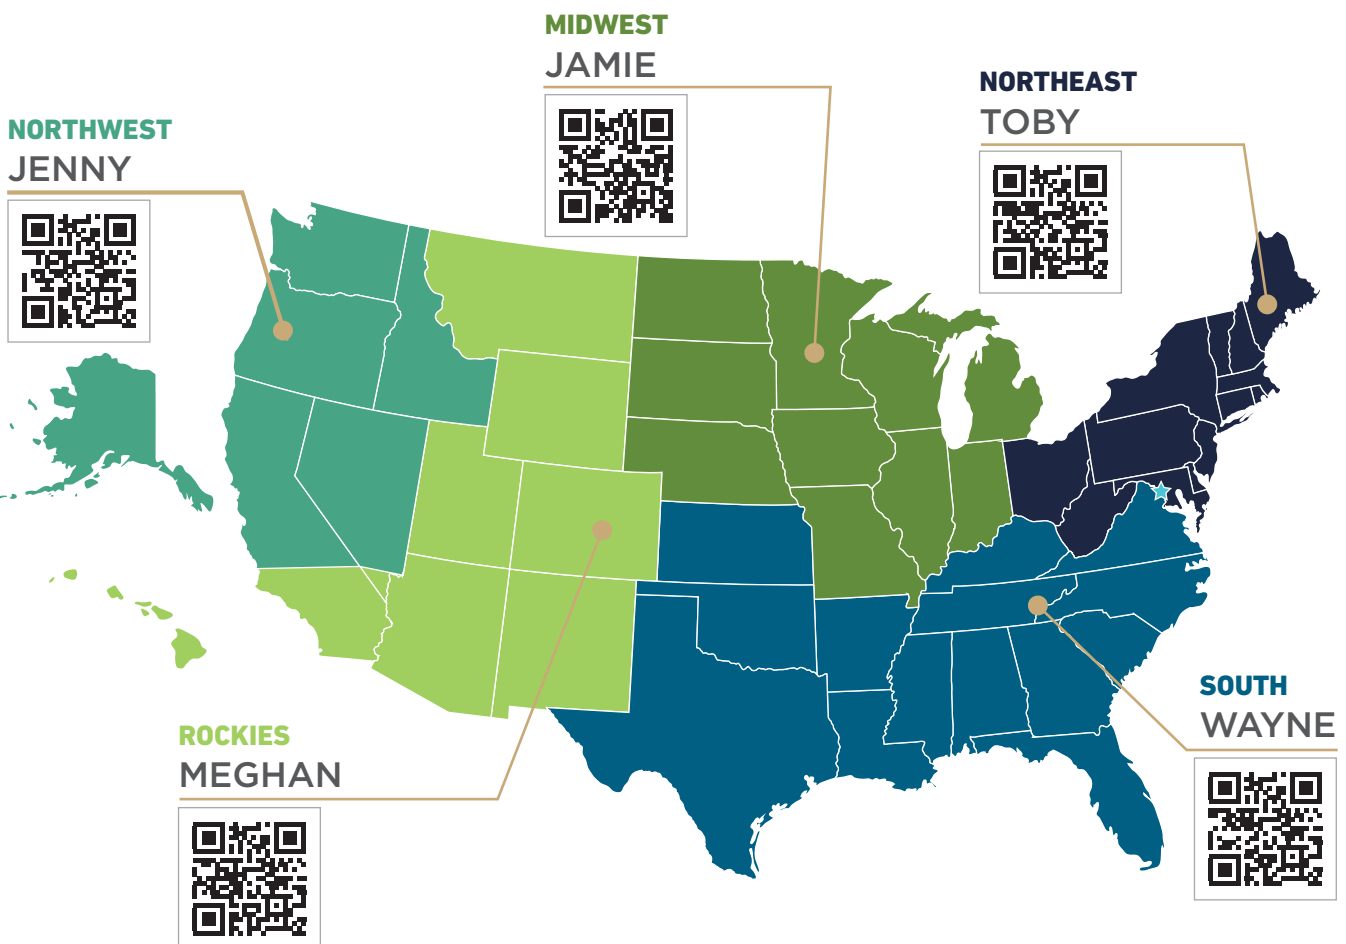 MIDWEST
JAMIE
NORTHEAST
TOBY
NORTHWEST
JENNY
SOUTH
WAYNE
ROCKIES
MEGHAN